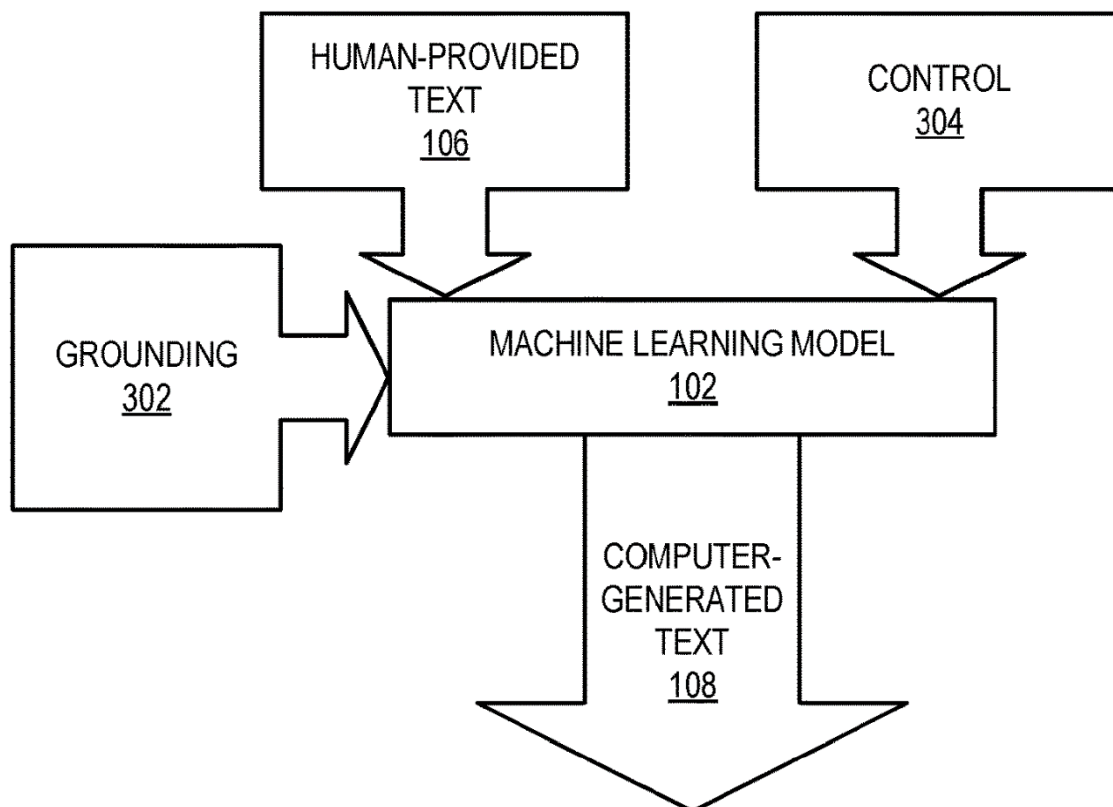 HUMAN-PROVIDED
TEXT
106
CONTROL
304
GROUNDING
302
MACHINE LEARNING MODEL
102
COMPUTER-
GENERATED
TEXT
108